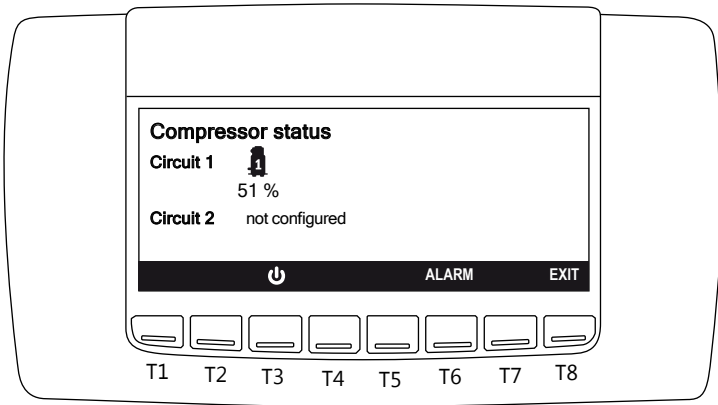 Compressor status
Circuit 1 1
51 %
Circuit 2 not configured
ALARM EXIT
T1 T2 T3 T4 T5 T6 T7 T8